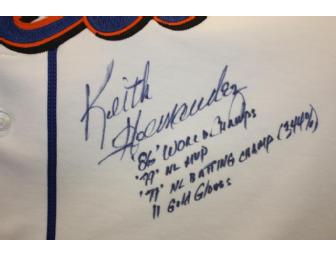 Keith
Hernandez
'86' WORLD CHAMPS
'79' NL MVP
'79' NL BATTING CHAMP (344%)
11 Gold Gloves